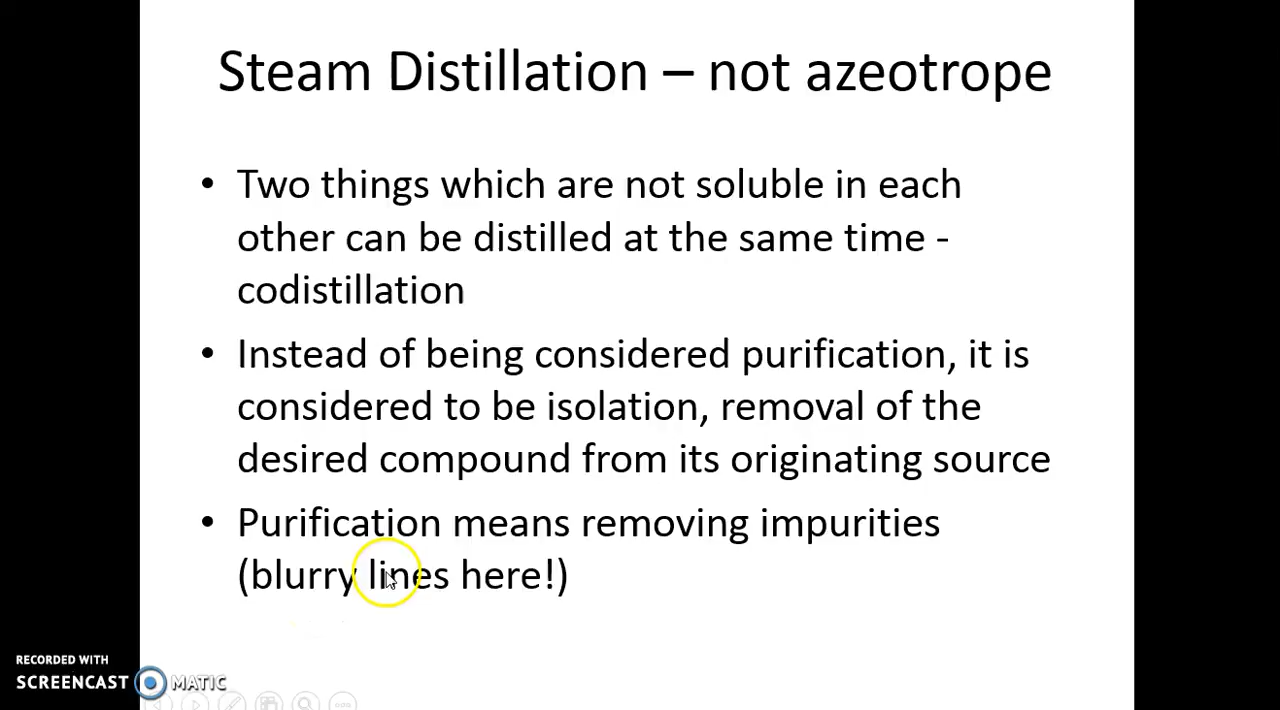 Steam Distillation – not azeotrope
• Two things which are not soluble in each
other can be distilled at the same time -
codistillation
• Instead of being considered purification, it is
considered to be isolation, removal of the
desired compound from its originating source
• Purification means removing impurities
(blurry lines here!)
RECORDED WITH
SCREENCAST MATIC